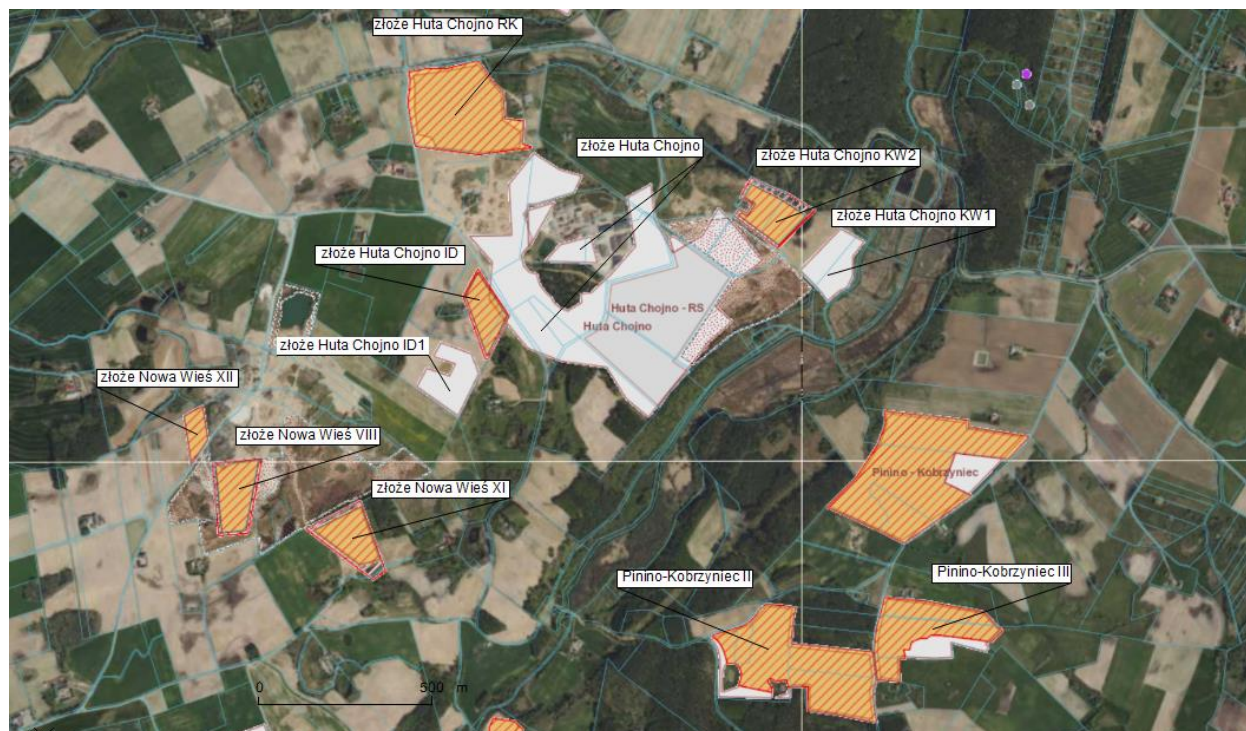 złoże Huta Chojno RK
złoże Huta Chojno
złoże Huta Chojno KW2
złoże Huta Chojno KW1
złoże Huta Chojno ID
Huta Chojno - RS
Huta Chojno
złoże Huta Chojno ID1
złoże Nowa Wieś XII
złoże Nowa Wieś VIII
Pinino - Kobrzyniec
złoże Nowa Wieś XI
Pinino-Kobrzyniec II
Pinino-Kobrzyniec III
0 500 m